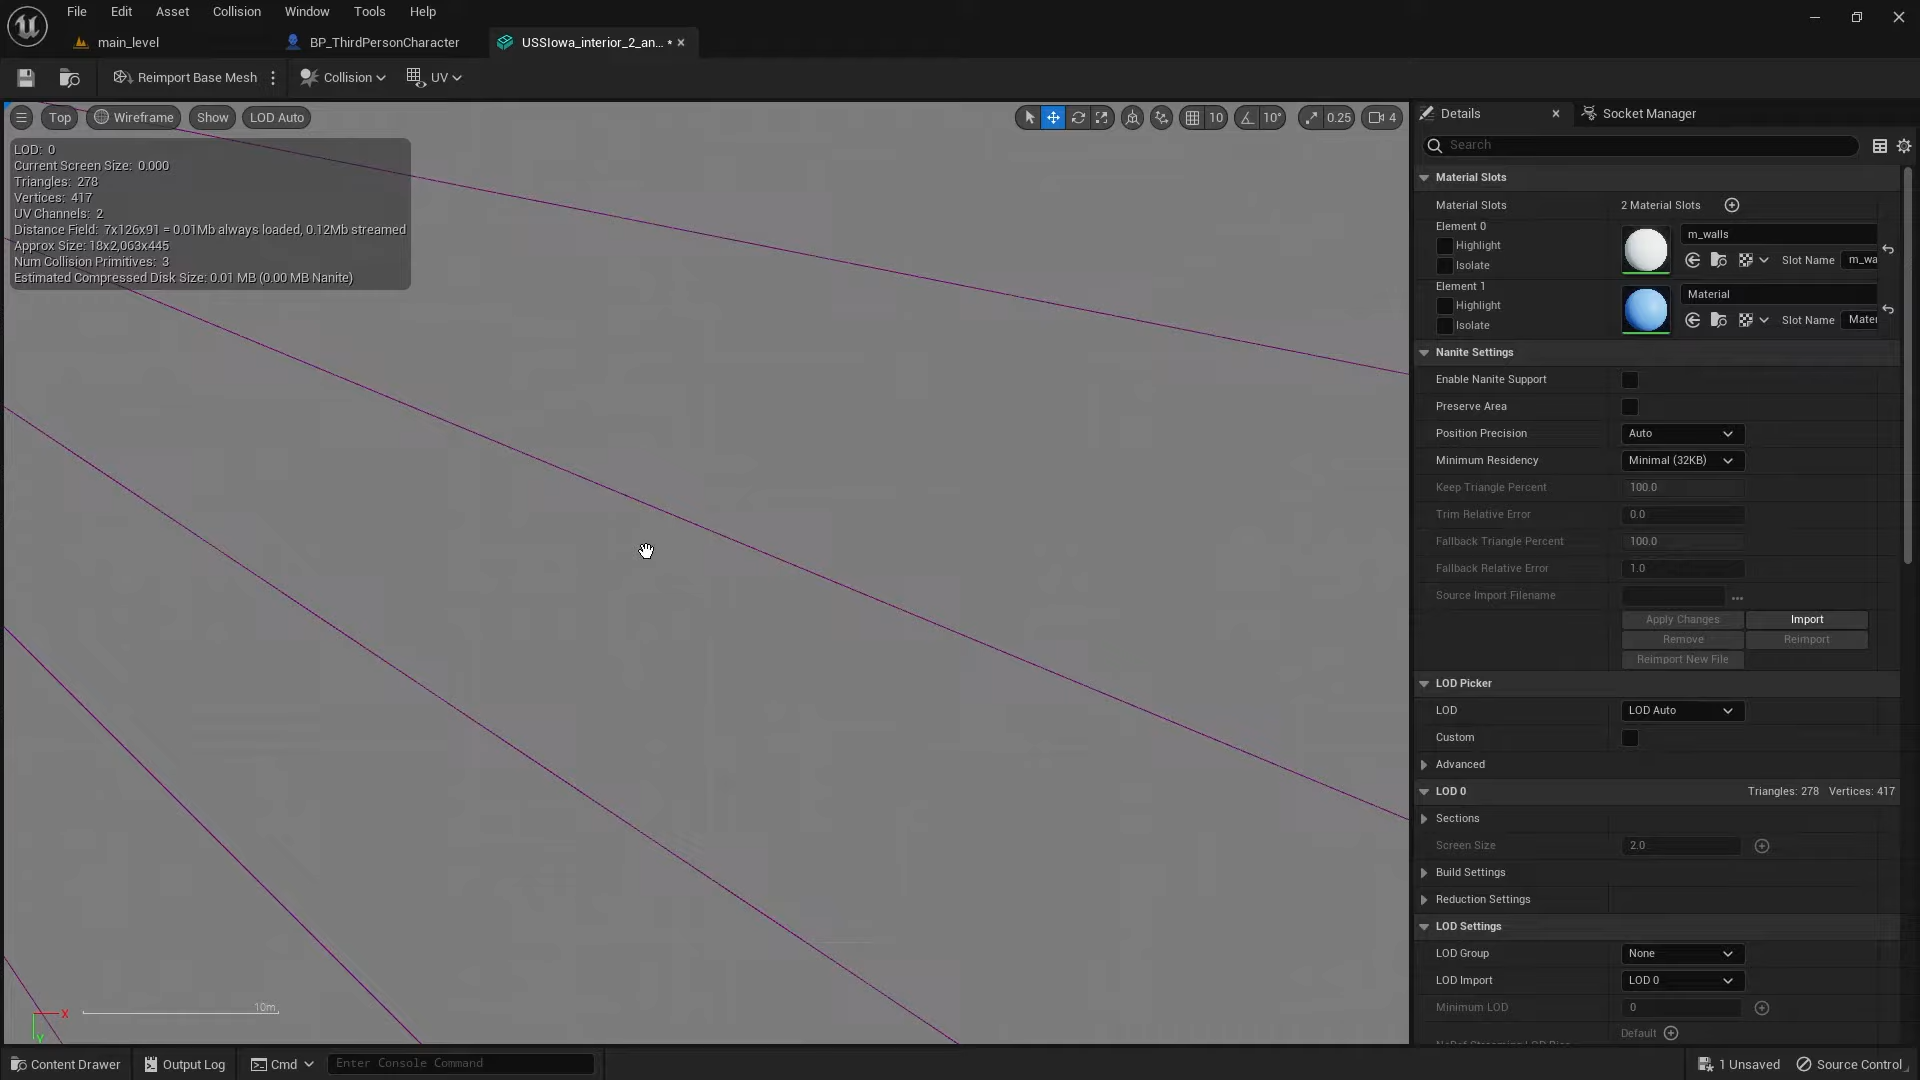 File Edit Asset Collision Window Tools Help
main_level
BP_ThirdPersonCharacter
USSIowa_interior_2_an... *
Reimport Base Mesh
Collision
UV
Top
Wireframe
Show
LOD Auto
10
10°
0.25
4
LOD: 0
Current Screen Size: 0.000
Triangles: 278
Vertices: 417
UV Channels: 2
Distance Field: 7x126x91 = 0.01Mb always loaded, 0.12Mb streamed
Approx Size: 18x2,063x445
Num Collision Primitives: 3
Estimated Compressed Disk Size: 0.01 MB (0.00 MB Nanite)
10m
X
Y
Details
Socket Manager
Search
Material Slots
Material Slots 2 Material Slots
Element 0
Highlight
Isolate
m_walls
Slot Name m_wa
Element 1
Highlight
Isolate
Material
Slot Name Mater
Nanite Settings
Enable Nanite Support
Preserve Area
Position Precision Auto
Minimum Residency Minimal (32KB)
Keep Triangle Percent 100.0
Trim Relative Error 0.0
Fallback Triangle Percent 100.0
Fallback Relative Error 1.0
Source Import Filename ...
Apply Changes Import
Remove Reimport
Reimport New File
LOD Picker
LOD LOD Auto
Custom
Advanced
LOD 0 Triangles: 278 Vertices: 417
Sections
Screen Size 2.0
Build Settings
Reduction Settings
LOD Settings
LOD Group None
LOD Import LOD 0
Minimum LOD 0
Default
Content Drawer
Output Log
Cmd
Enter Console Command
1 Unsaved
Source Control